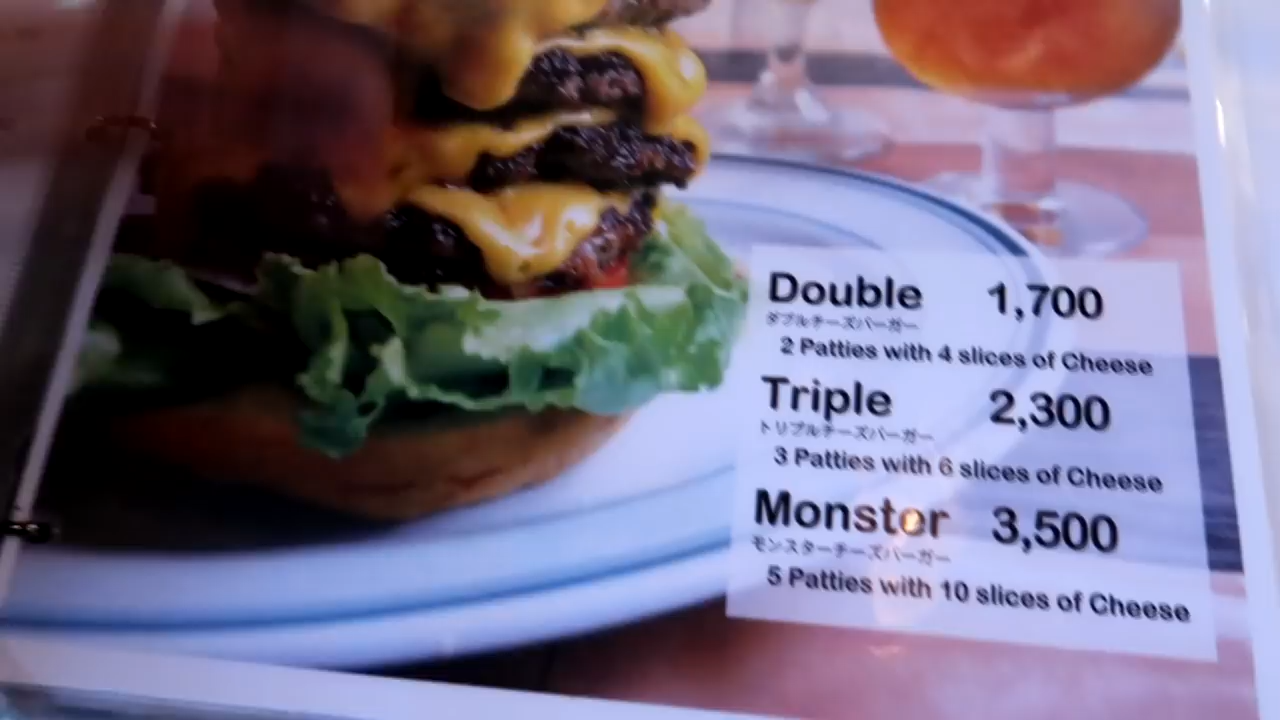 Double 1,700
ダブルチーズバーガー
2 Patties with 4 slices of Cheese
Triple 2,300
トリプルチーズバーガー
3 Patties with 6 slices of Cheese
Monster 3,500
モンスターチーズバーガー
5 Patties with 10 slices of Cheese